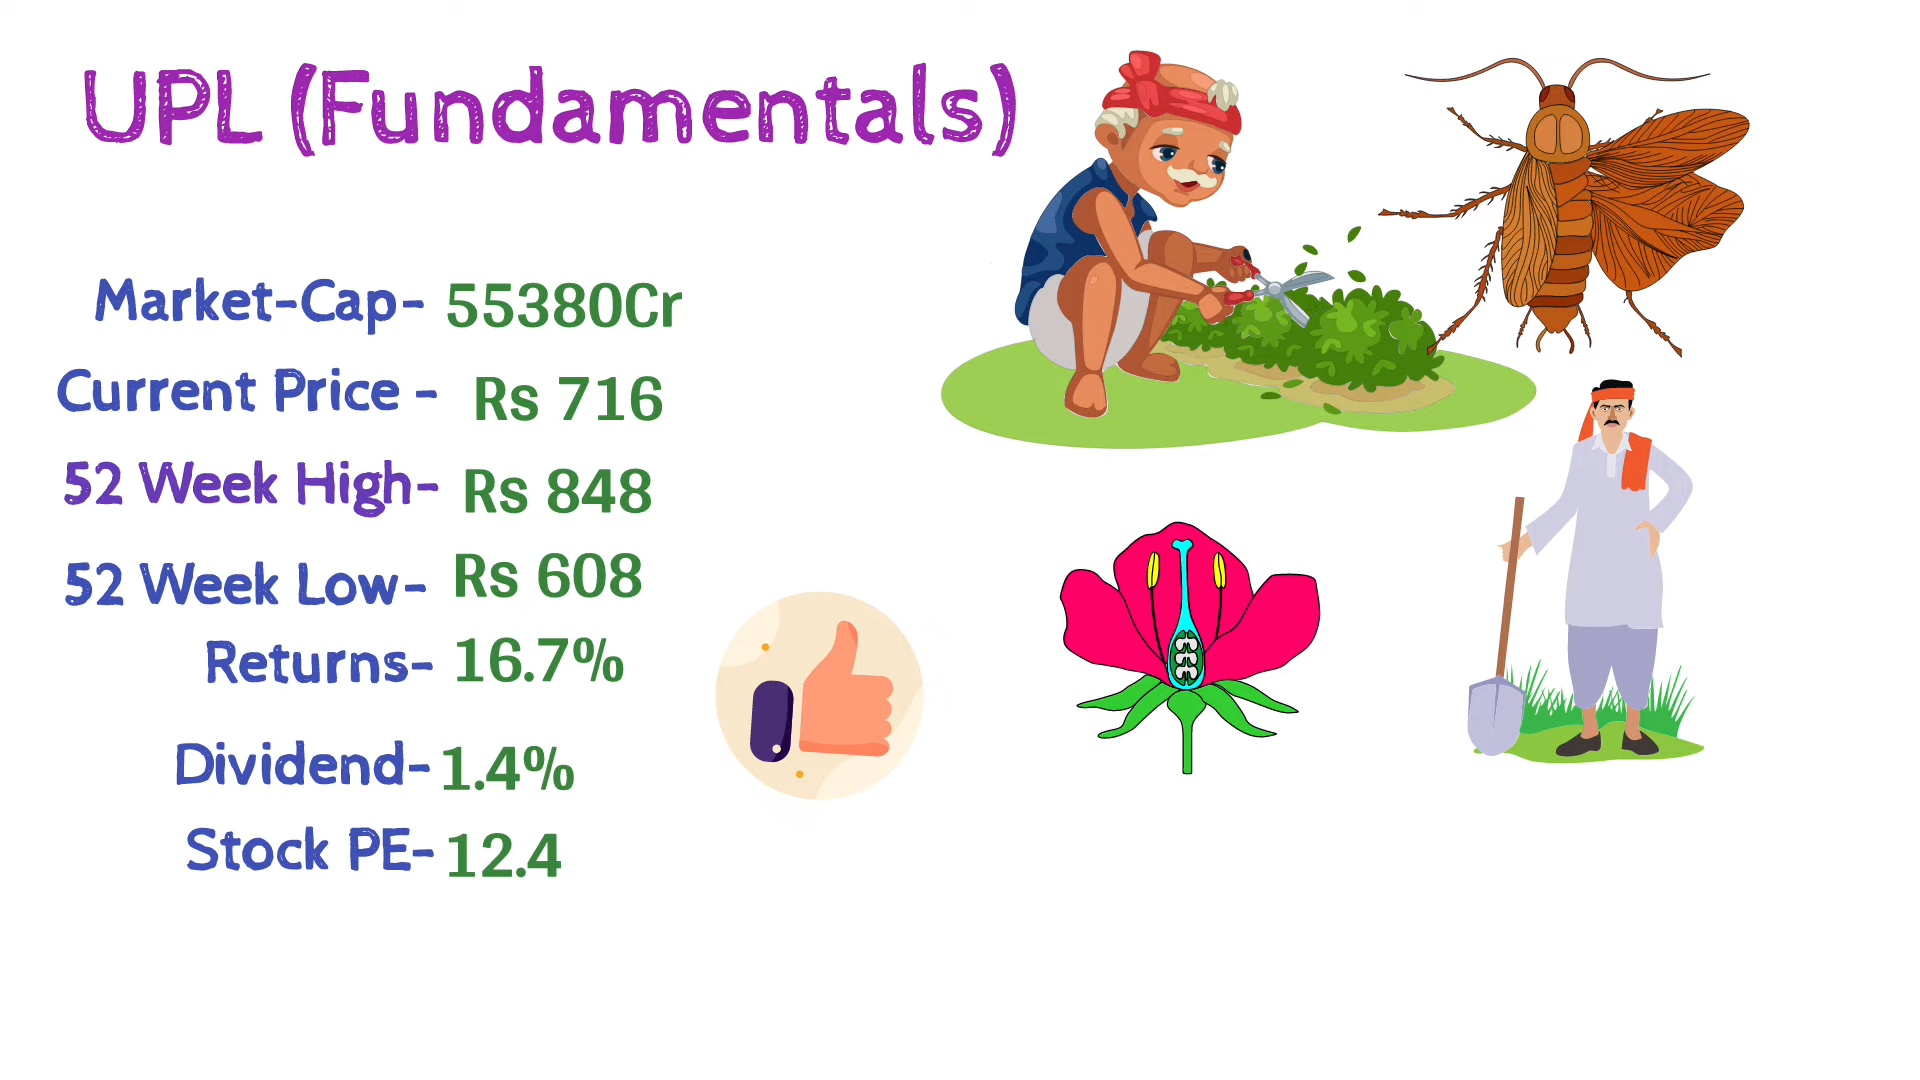 UPL (Fundamentals)
Market-Cap- 55380Cr
Current Price - Rs 716
52 Week High- Rs 848
52 Week Low- Rs 608
Returns- 16.7%
Dividend- 1.4%
Stock PE- 12.4